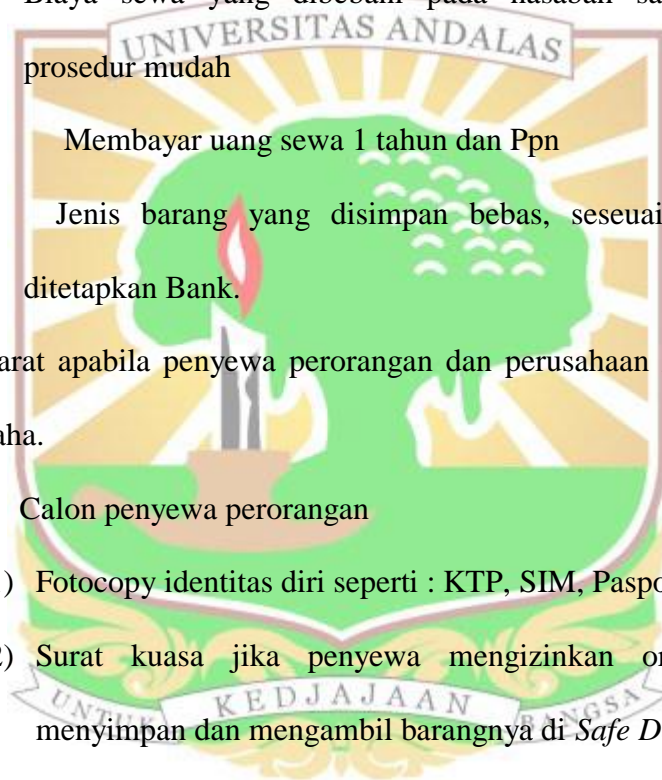 Biaya sewa yang dibebani pada nasabah
UNIVERSITAS ANDALAS
prosedur mudah
Membayar uang sewa 1 tahun dan Ppn
Jenis barang yang disimpan bebas, seseuai
ditetapkan Bank.
arat apabila penyewa perorangan dan perusahaan
aha.
Calon penyewa perorangan
) Fotocopy identitas diri seperti : KTP, SIM, Paspo
2) Surat kuasa jika penyewa mengizinkan or
UNTUK KEDJAJAAN BANGSA
menyimpan dan mengambil barangnya di Safe D